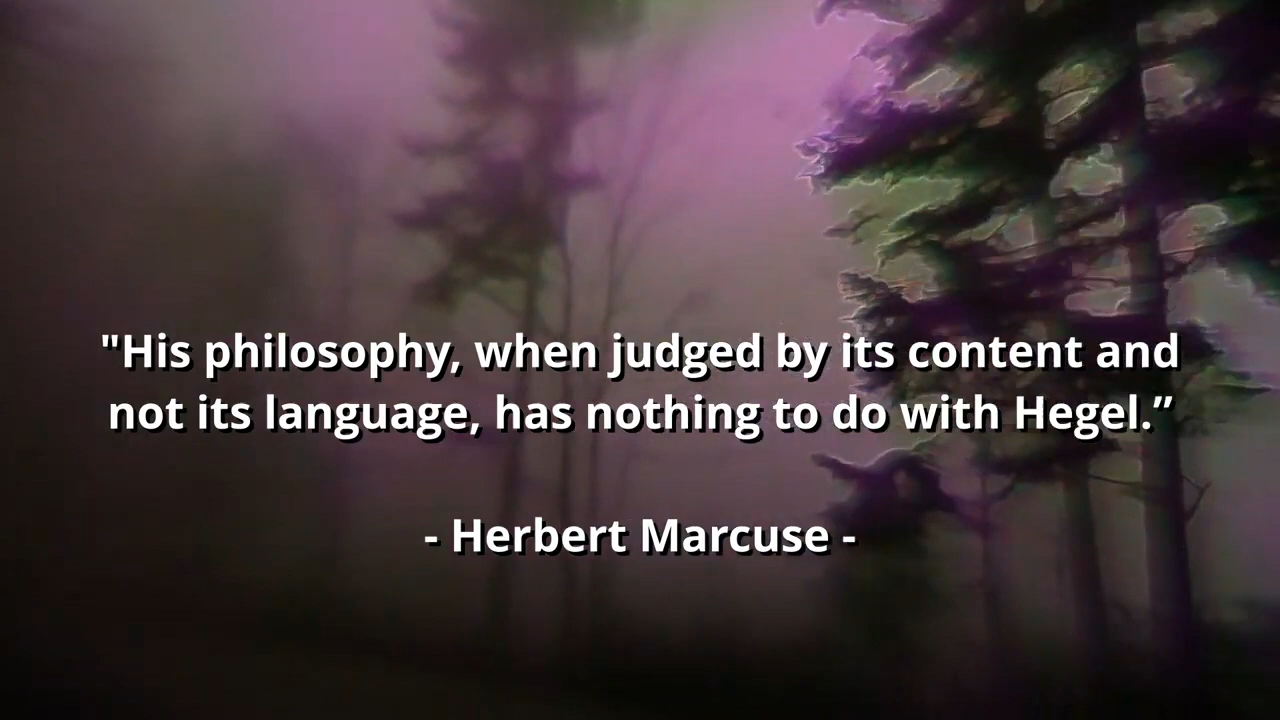 "His philosophy, when judged by its content and
not its language, has nothing to do with Hegel.”
- Herbert Marcuse -